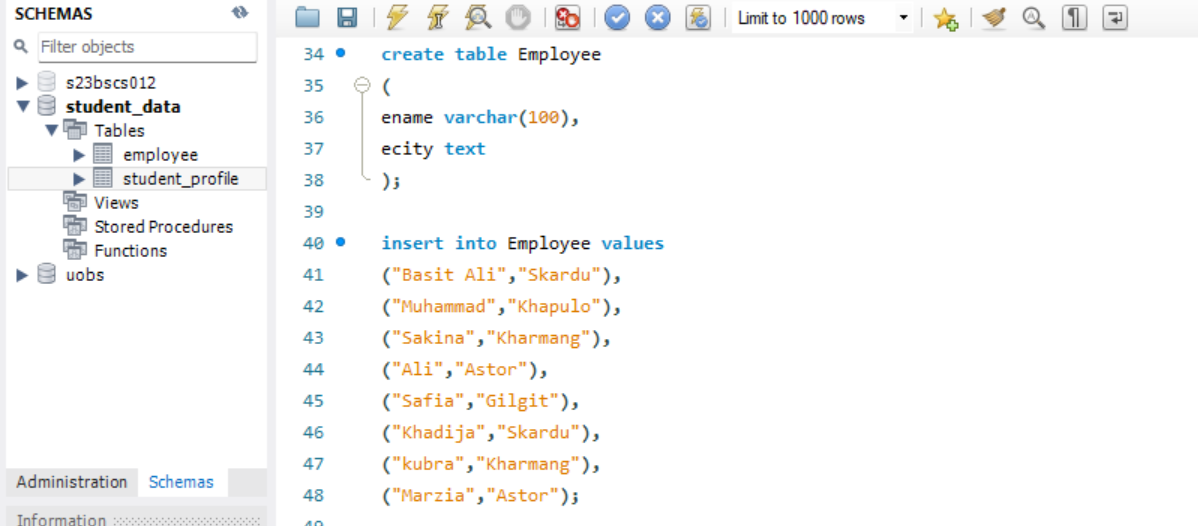 SCHEMAS
Filter objects
s23bscs012
student_data
Tables
employee
student_profile
Views
Stored Procedures
Functions
uobs
Administration Schemas
Information
Limit to 1000 rows
34 create table Employee
35 (
36 ename varchar(100),
37 ecity text
38 );
39
40 insert into Employee values
41 ("Basit Ali","Skardu"),
42 ("Muhammad","Khapulo"),
43 ("Sakina","Kharmang"),
44 ("Ali","Astor"),
45 ("Safia","Gilgit"),
46 ("Khadija","Skardu"),
47 ("kubra","Kharmang"),
48 ("Marzia","Astor");
49